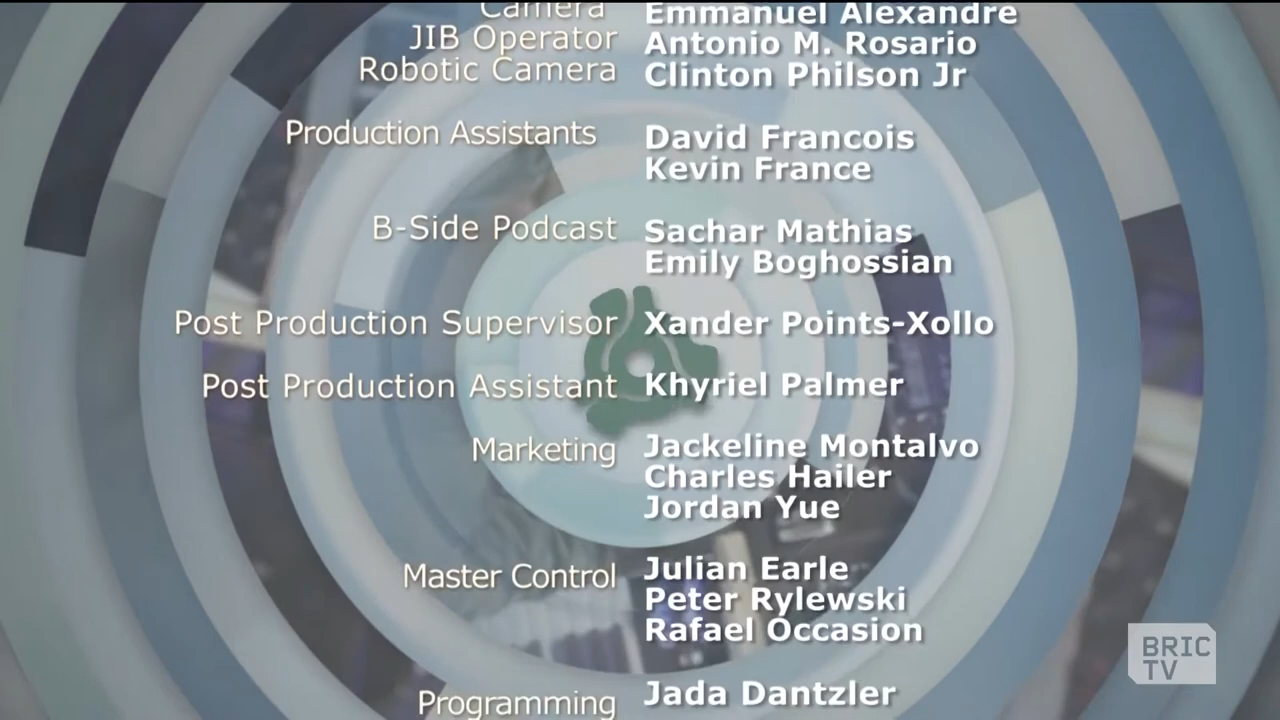 Camera Emmanuel Alexandre
JIB Operator Antonio M. Rosario
Robotic Camera Clinton Philson Jr
Production Assistants David Francois
Kevin France
B-Side Podcast Sachar Mathias
Emily Boghossian
Post Production Supervisor Xander Points-Xollo
Post Production Assistant Khyriel Palmer
Marketing Jackeline Montalvo
Charles Hailer
Jordan Yue
Master Control Julian Earle
Peter Rylewski
Rafael Occasion
Programming Jada Dantzler
BRIC
TV